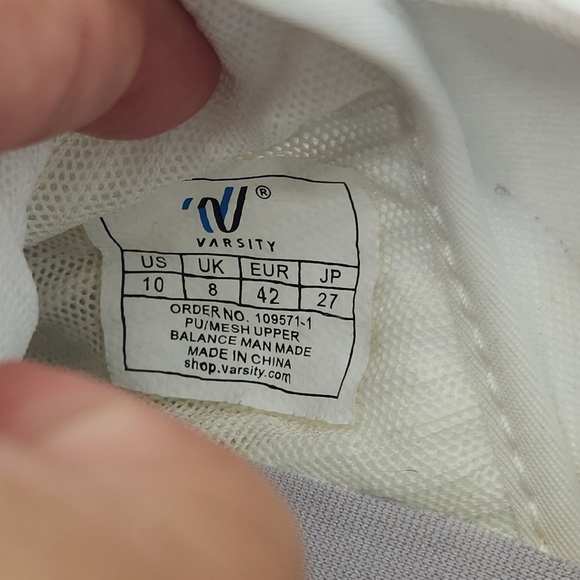 ®
VARSITY
US UK EUR JP
10 8 42 27
ORDER NO. 109571-1
PU/MESH UPPER
BALANCE MAN MADE
MADE IN CHINA
shop.varsity.com